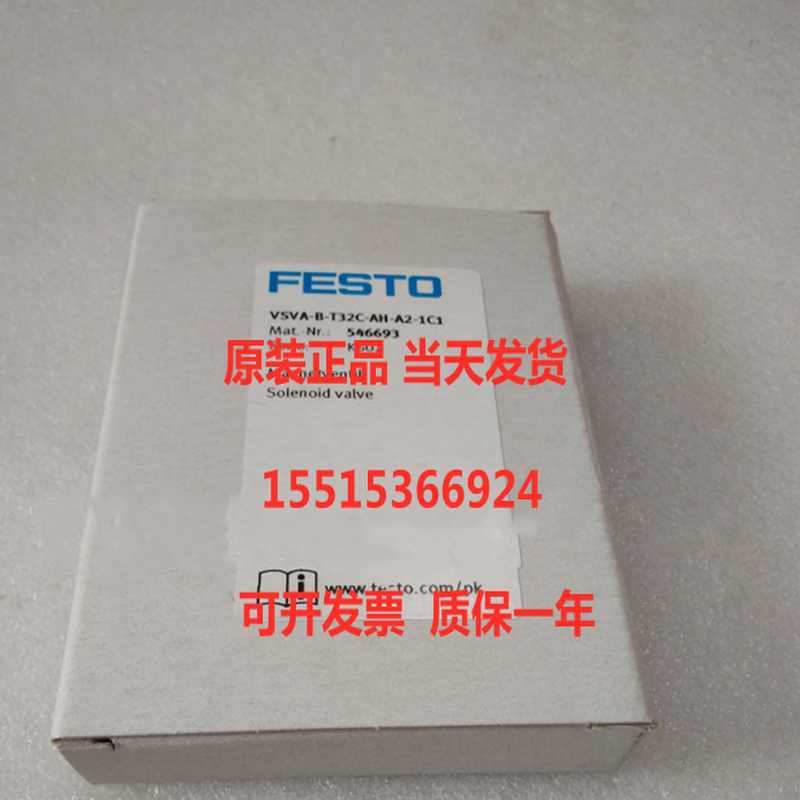 FESTO
VSVA-B-T32C-AH-A2-1C1
Mat.-Nr.: 546693
原装正品 当天发货
Solenoid valve
15515366924
www.festo.com/pk
可开发票 质保一年